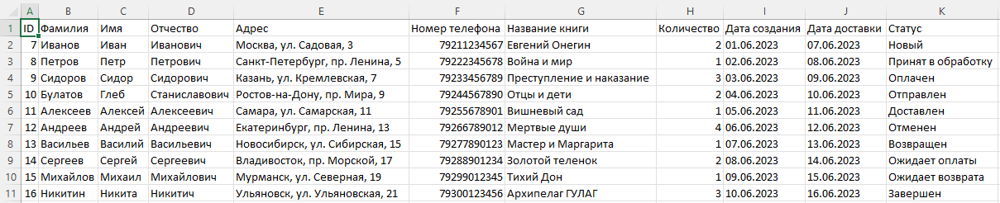 A B C D E F G H I J K
1 ID Фамилия Имя Отчество Адрес Номер телефона Название книги Количество Дата создания Дата доставки Статус
2 7 Иванов Иван Иванович Москва, ул. Садовая, 3 79211234567 Евгений Онегин 2 01.06.2023 07.06.2023 Новый
3 8 Петров Петр Петрович Санкт-Петербург, пр. Ленина, 5 79222345678 Война и мир 1 02.06.2023 08.06.2023 Принят в обработку
4 9 Сидоров Сидор Сидорович Казань, ул. Кремлевская, 7 79233456789 Преступление и наказание 3 03.06.2023 09.06.2023 Оплачен
5 10 Булатов Глеб Станиславович Ростов-на-Дону, пр. Мира, 9 79244567890 Отцы и дети 2 04.06.2023 10.06.2023 Отправлен
6 11 Алексеев Алексей Алексеевич Самара, ул. Самарская, 11 79255678901 Вишневый сад 1 05.06.2023 11.06.2023 Доставлен
7 12 Андреев Андрей Андреевич Екатеринбург, пр. Ленина, 13 79266789012 Мертвые души 4 06.06.2023 12.06.2023 Отменен
8 13 Васильев Василий Васильевич Новосибирск, ул. Сибирская, 15 79277890123 Мастер и Маргарита 1 07.06.2023 13.06.2023 Возвращен
9 14 Сергеев Сергей Сергеевич Владивосток, пр. Морской, 17 79288901234 Золотой теленок 2 08.06.2023 14.06.2023 Ожидает оплаты
10 15 Михайлов Михаил Михайлович Мурманск, ул. Северная, 19 79299012345 Тихий Дон 1 09.06.2023 15.06.2023 Ожидает возврата
11 16 Никитин Никита Никитич Ульяновск, ул. Ульяновская, 21 79300123456 Архипелаг ГУЛАГ 3 10.06.2023 16.06.2023 Завершен